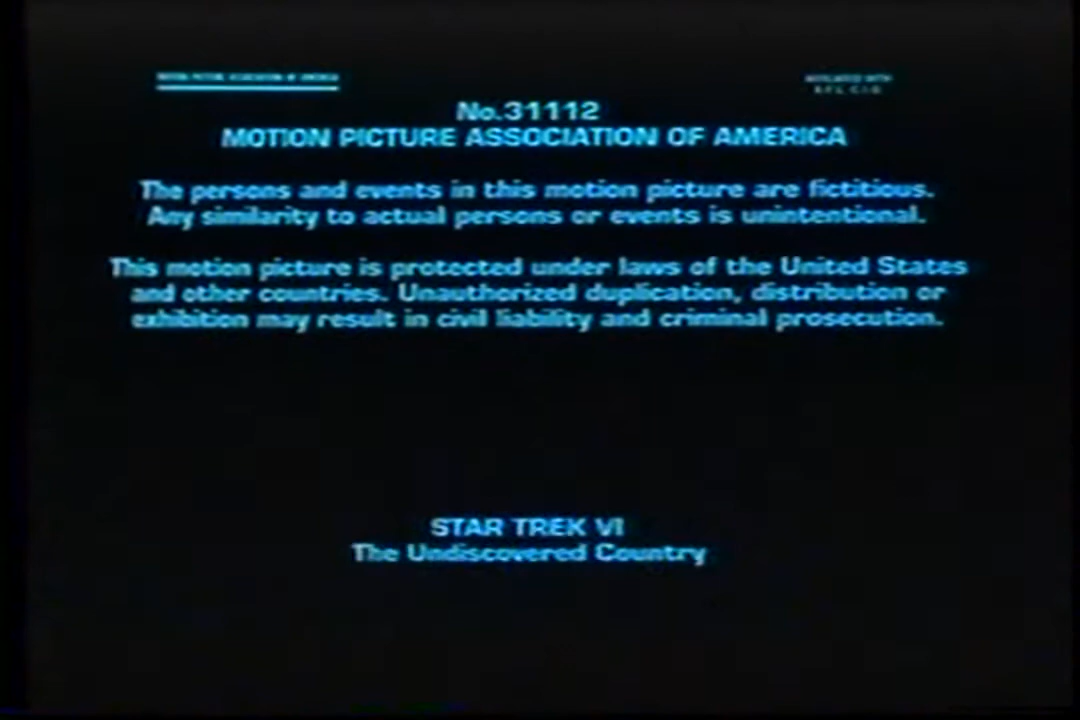 No.31112
MOTION PICTURE ASSOCIATION OF AMERICA
The persons and events in this motion picture are fictitious.
Any similarity to actual persons or events is unintentional.
This motion picture is protected under laws of the United States
and other countries. Unauthorized duplication, distribution or
exhibition may result in civil liability and criminal prosecution.
STAR TREK VI
The Undiscovered Country